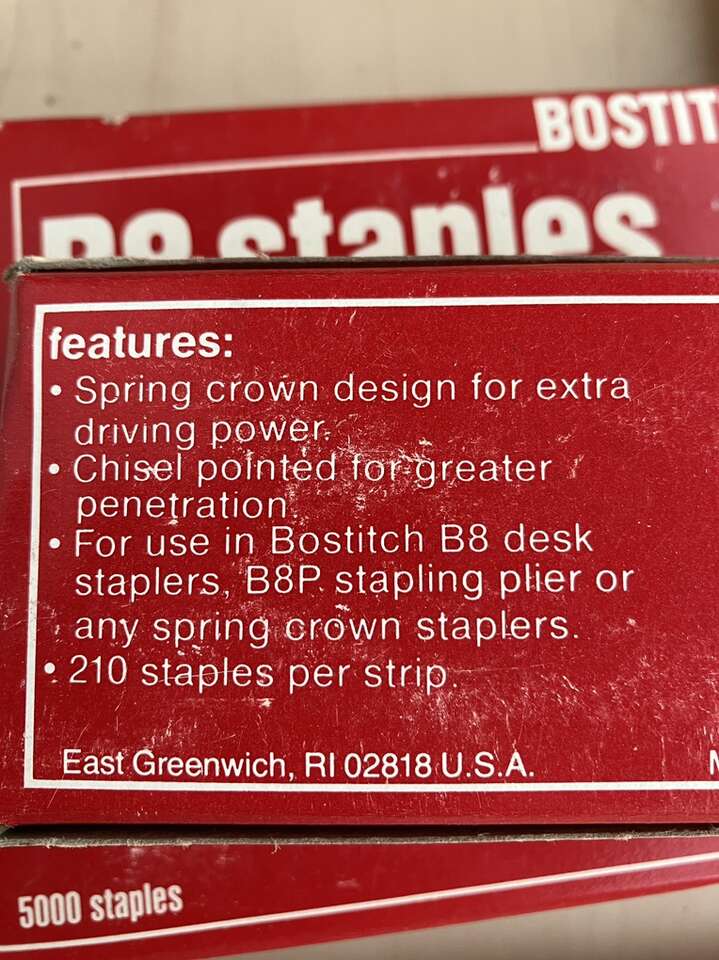 BOSTIT
B8 staples
features:
• Spring crown design for extra
driving power.
• Chisel pointed for greater
penetration
• For use in Bostitch B8 desk
staplers, B8P stapling plier or
any spring crown staplers.
• 210 staples per strip.
East Greenwich, RI 02818 U.S.A.
M
5000 staples